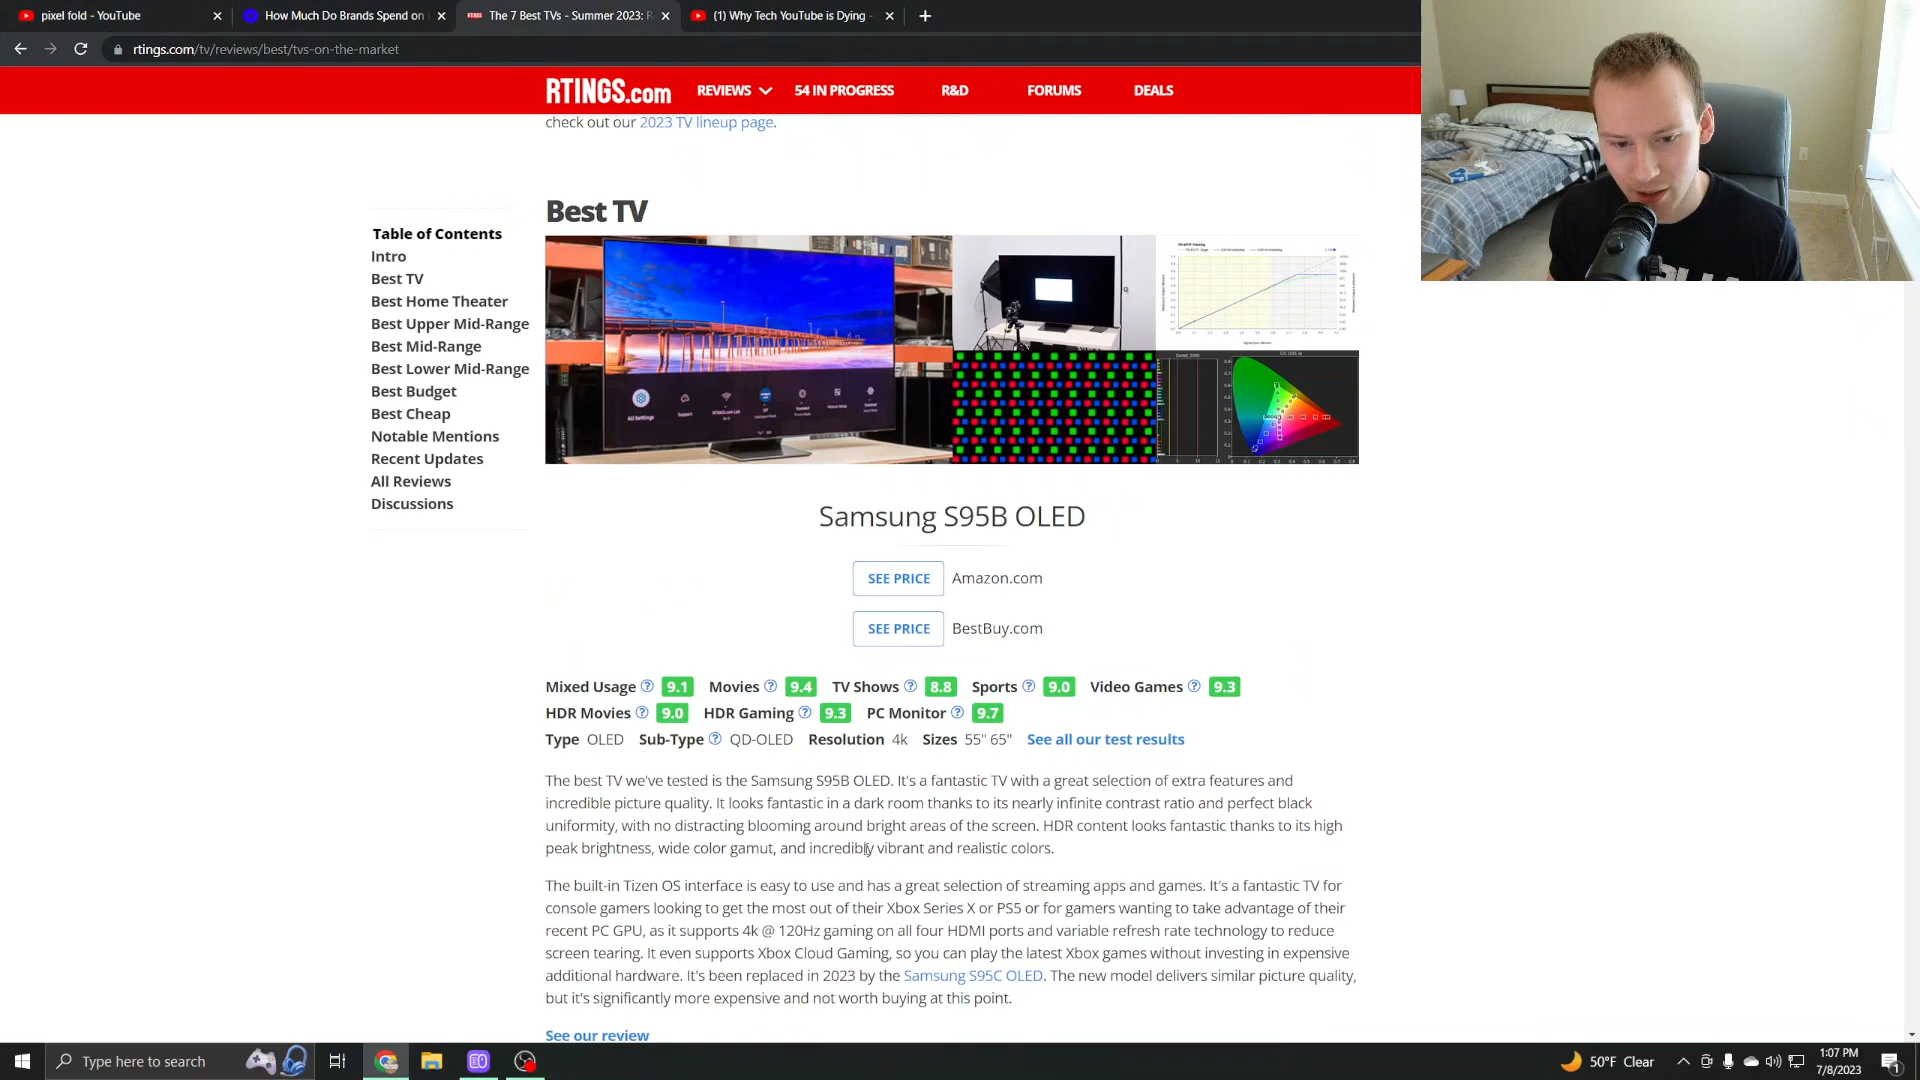 pixel fold - YouTube
How Much Do Brands Spend on
The 7 Best TVs - Summer 2023: R
(1) Why Tech YouTube is Dying -
rtings.com/tv/reviews/best/tvs-on-the-market
RTINGS.com
REVIEWS
54 IN PROGRESS
R&D
FORUMS
DEALS
check out our 2023 TV lineup page.
Table of Contents
Intro
Best TV
Best Home Theater
Best Upper Mid-Range
Best Mid-Range
Best Lower Mid-Range
Best Budget
Best Cheap
Notable Mentions
Recent Updates
All Reviews
Discussions
Best TV
All Settings
Support
Samsung S95B OLED
SEE PRICE Amazon.com
SEE PRICE BestBuy.com
Mixed Usage ? 9.1 Movies ? 9.4 TV Shows ? 8.8 Sports ? 9.0 Video Games ? 9.3
HDR Movies ? 9.0 HDR Gaming ? 9.3 PC Monitor ? 9.7
Type OLED Sub-Type ? QD-OLED Resolution 4k Sizes 55" 65" See all our test results
The best TV we've tested is the Samsung S95B OLED. It's a fantastic TV with a great selection of extra features and
incredible picture quality. It looks fantastic in a dark room thanks to its nearly infinite contrast ratio and perfect black
uniformity, with no distracting blooming around bright areas of the screen. HDR content looks fantastic thanks to its high
peak brightness, wide color gamut, and incredibly vibrant and realistic colors.
The built-in Tizen OS interface is easy to use and has a great selection of streaming apps and games. It's a fantastic TV for
console gamers looking to get the most out of their Xbox Series X or PS5 or for gamers wanting to take advantage of their
recent PC GPU, as it supports 4k @ 120Hz gaming on all four HDMI ports and variable refresh rate technology to reduce
screen tearing. It even supports Xbox Cloud Gaming, so you can play the latest Xbox games without investing in expensive
additional hardware. It's been replaced in 2023 by the Samsung S95C OLED. The new model delivers similar picture quality,
but it's significantly more expensive and not worth buying at this point.
See our review
Type here to search
50°F Clear
1:07 PM
7/8/2023
1